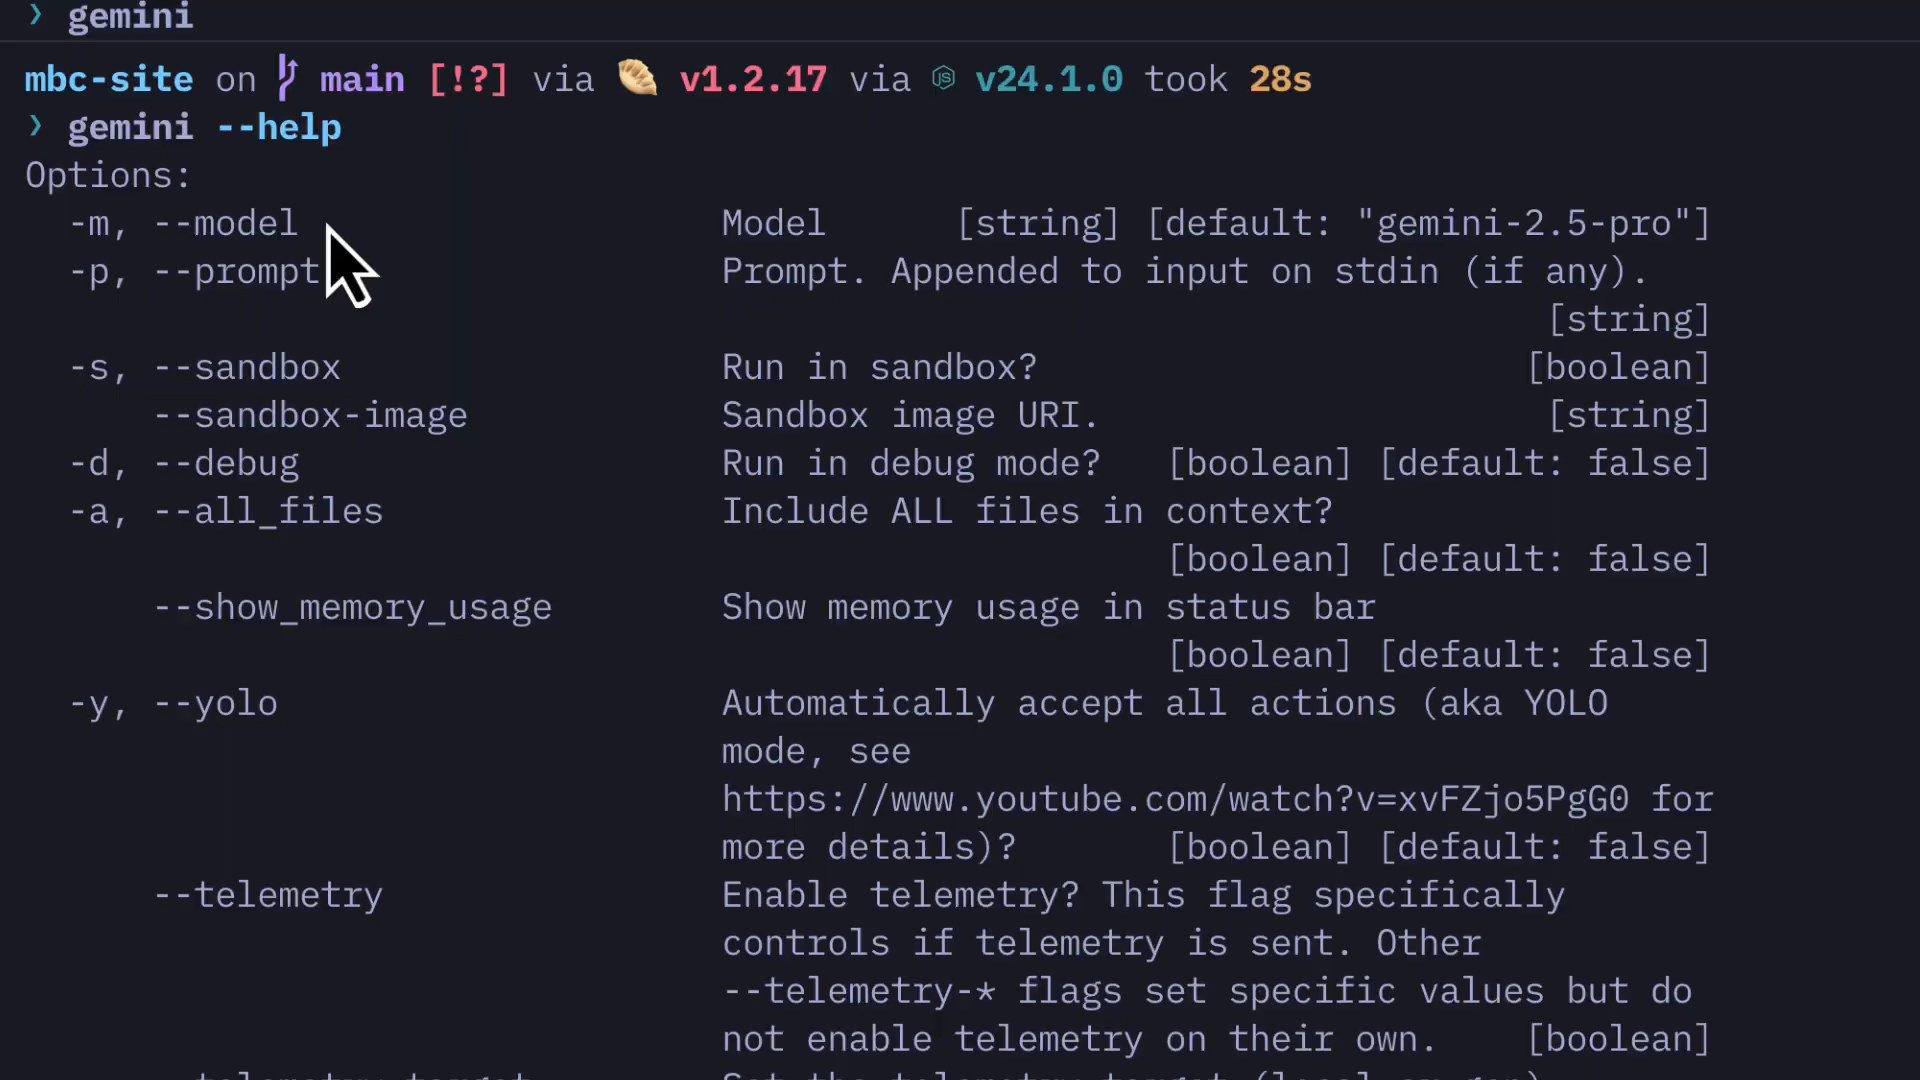 ❯ gemini
mbc-site on main [!?] via v1.2.17 via v24.1.0 took 28s
❯ gemini --help
Options:
-m, --model Model [string] [default: "gemini-2.5-pro"]
-p, --prompt Prompt. Appended to input on stdin (if any).
[string]
-s, --sandbox Run in sandbox? [boolean]
--sandbox-image Sandbox image URI. [string]
-d, --debug Run in debug mode? [boolean] [default: false]
-a, --all_files Include ALL files in context?
[boolean] [default: false]
--show_memory_usage Show memory usage in status bar
[boolean] [default: false]
-y, --yolo Automatically accept all actions (aka YOLO
mode, see
https://www.youtube.com/watch?v=xvFZjo5PgG0 for
more details)? [boolean] [default: false]
--telemetry Enable telemetry? This flag specifically
controls if telemetry is sent. Other
--telemetry-* flags set specific values but do
not enable telemetry on their own. [boolean]